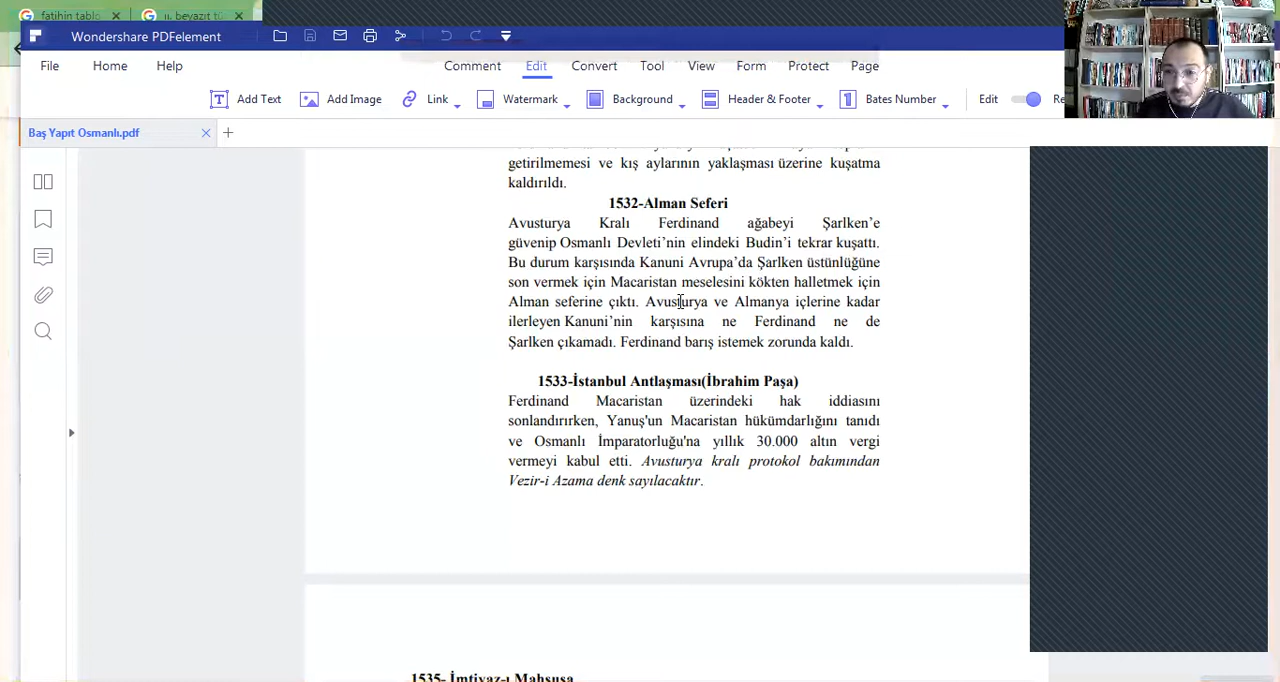 fatihin tablo
ıı. beyazıt tü
Wondershare PDFelement
File Home Help Comment Edit Convert Tool View Form Protect Page
Add Text Add Image Link Watermark Background Header & Footer Bates Number Edit
Baş Yapıt Osmanlı.pdf
getirilmemesi ve kış aylarının yaklaşması üzerine kuşatma
kaldırıldı.
1532-Alman Seferi
Avusturya Kralı Ferdinand ağabeyi Şarlken’e
güvenip Osmanlı Devleti’nin elindeki Budin’i tekrar kuşattı.
Bu durum karşısında Kanuni Avrupa’da Şarlken üstünlüğüne
son vermek için Macaristan meselesini kökten halletmek için
Alman seferine çıktı. Avusturya ve Almanya içlerine kadar
ilerleyen Kanuni’nin karşısına ne Ferdinand ne de
Şarlken çıkamadı. Ferdinand barış istemek zorunda kaldı.
1533-İstanbul Antlaşması(İbrahim Paşa)
Ferdinand Macaristan üzerindeki hak iddiasını
sonlandırırken, Yanuş'un Macaristan hükümdarlığını tanıdı
ve Osmanlı İmparatorluğu'na yıllık 30.000 altın vergi
vermeyi kabul etti. Avusturya kralı protokol bakımından
Vezir-i Azama denk sayılacaktır.
1535- İmtiyaz-ı Mahsusa